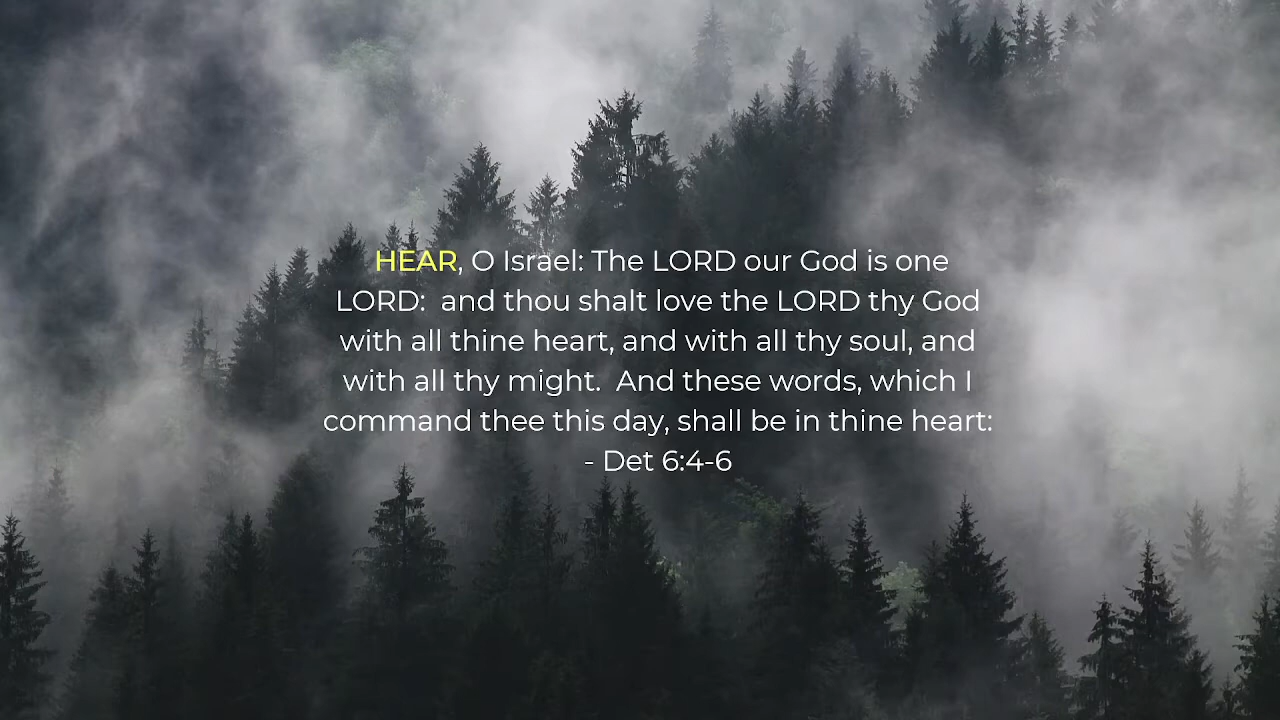 HEAR, O Israel: The LORD our God is one
LORD:  and thou shalt love the LORD thy God
with all thine heart, and with all thy soul, and
with all thy might.  And these words, which I
command thee this day, shall be in thine heart:
- Det 6:4-6